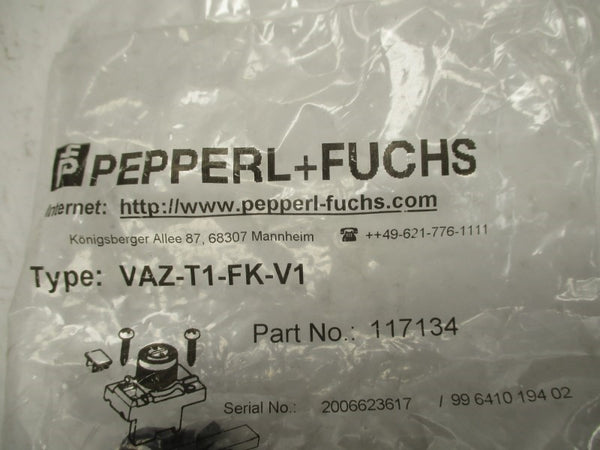 PEPPERL+FUCHS
Internet: http://www.pepperl-fuchs.com
Königsberger Allee 87, 68307 Mannheim ☎ ++49-621-776-1111
Type: VAZ-T1-FK-V1
Part No.: 117134
Serial No.: 2006623617 / 99 6410 194 02